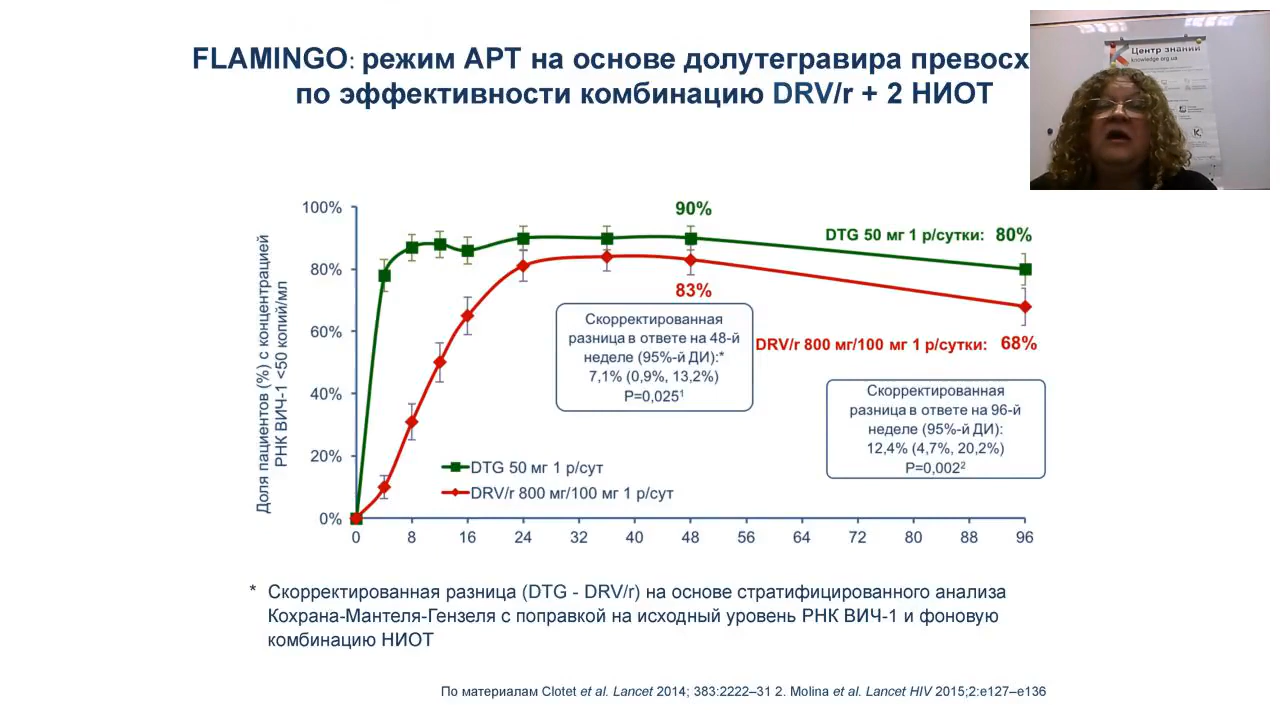 FLAMINGO: режим АРТ на основе долутегравира превосх
по эффективности комбинацию DRV/r + 2 НИОТ
Центр знаний
knowledge.org.ua
Доля пациентов (%) с концентрацией
РНК ВИЧ-1 <50 копий/мл
100%
80%
60%
40%
20%
0%
90%
83%
DTG 50 мг 1 р/сутки: 80%
DRV/r 800 мг/100 мг 1 р/сутки: 68%
Скорректированная
разница в ответе на 48-й
неделе (95%-й ДИ):*
7,1% (0,9%, 13,2%)
P=0,025¹
Скорректированная
разница в ответе на 96-й
неделе (95%-й ДИ):
12,4% (4,7%, 20,2%)
P=0,002²
DTG 50 мг 1 р/сут
DRV/r 800 мг/100 мг 1 р/сут
0 8 16 24 32 40 48 56 64 72 80 88 96
* Скорректированная разница (DTG - DRV/r) на основе стратифицированного анализа
Кохрана-Мантеля-Гензеля с поправкой на исходный уровень РНК ВИЧ-1 и фоновую
комбинацию НИОТ
По материалам Clotet et al. Lancet 2014; 383:2222–31 2. Molina et al. Lancet HIV 2015;2:e127–e136